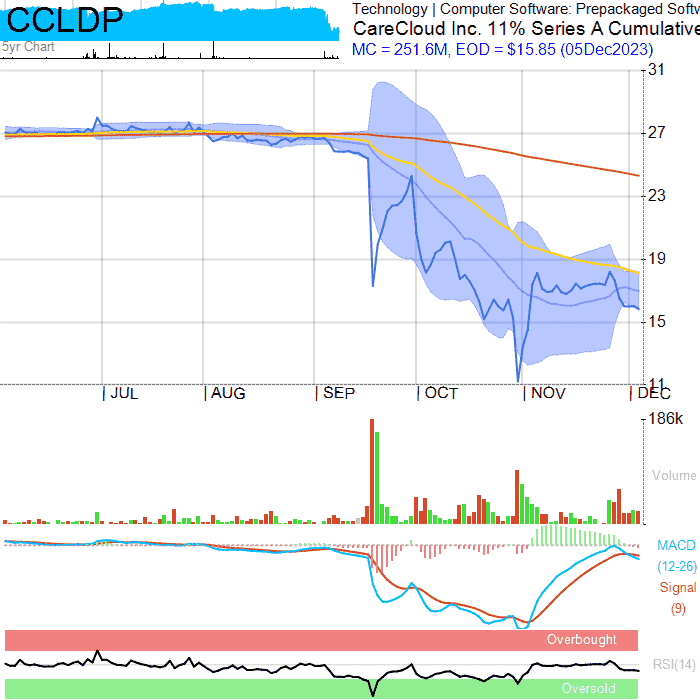 CCLDP
5yr Chart
Technology | Computer Software: Prepackaged Softw
CareCloud Inc. 11% Series A Cumulative
MC = 251.6M, EOD = $15.85 (05Dec2023)
31
27
23
19
15
11
JUL AUG SEP OCT NOV DEC
186k
Volume
MACD
(12-26)
Signal
(9)
Overbought
RSI(14)
Oversold